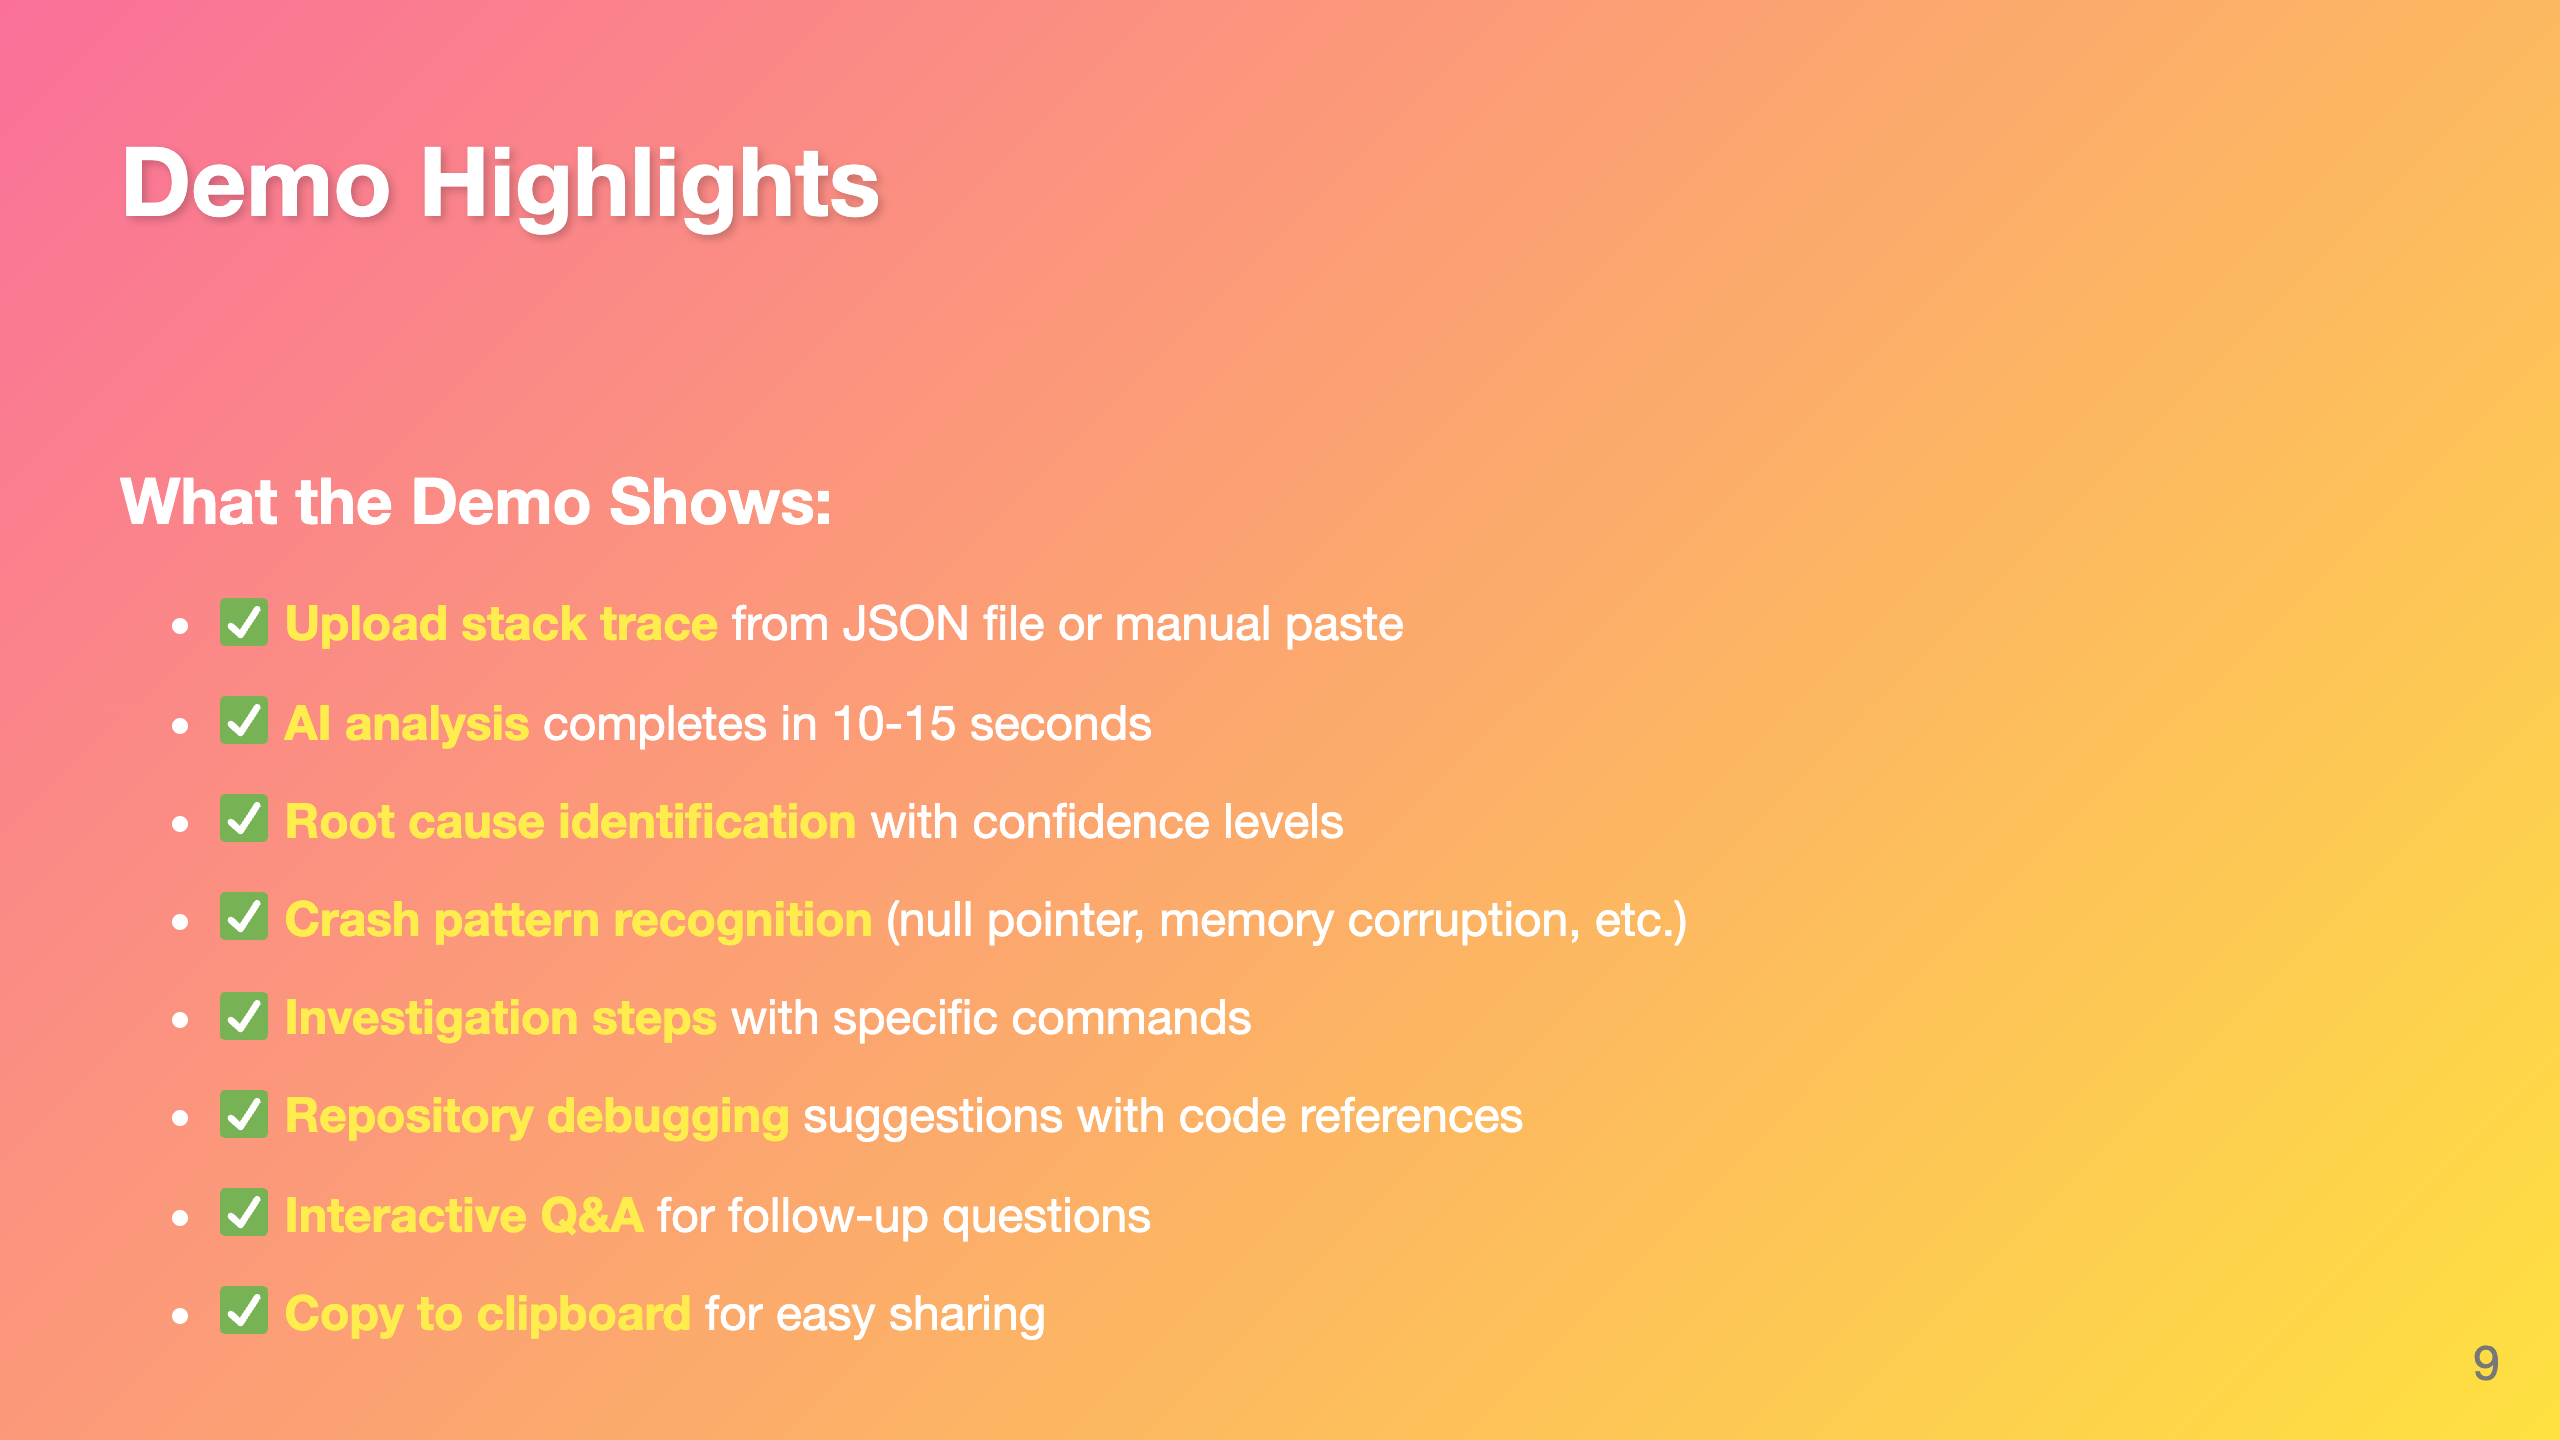 Demo Highlights
What the Demo Shows:
• ✅ Upload stack trace from JSON file or manual paste
• ✅ AI analysis completes in 10-15 seconds
• ✅ Root cause identification with confidence levels
• ✅ Crash pattern recognition (null pointer, memory corruption, etc.)
• ✅ Investigation steps with specific commands
• ✅ Repository debugging suggestions with code references
• ✅ Interactive Q&A for follow-up questions
• ✅ Copy to clipboard for easy sharing
9